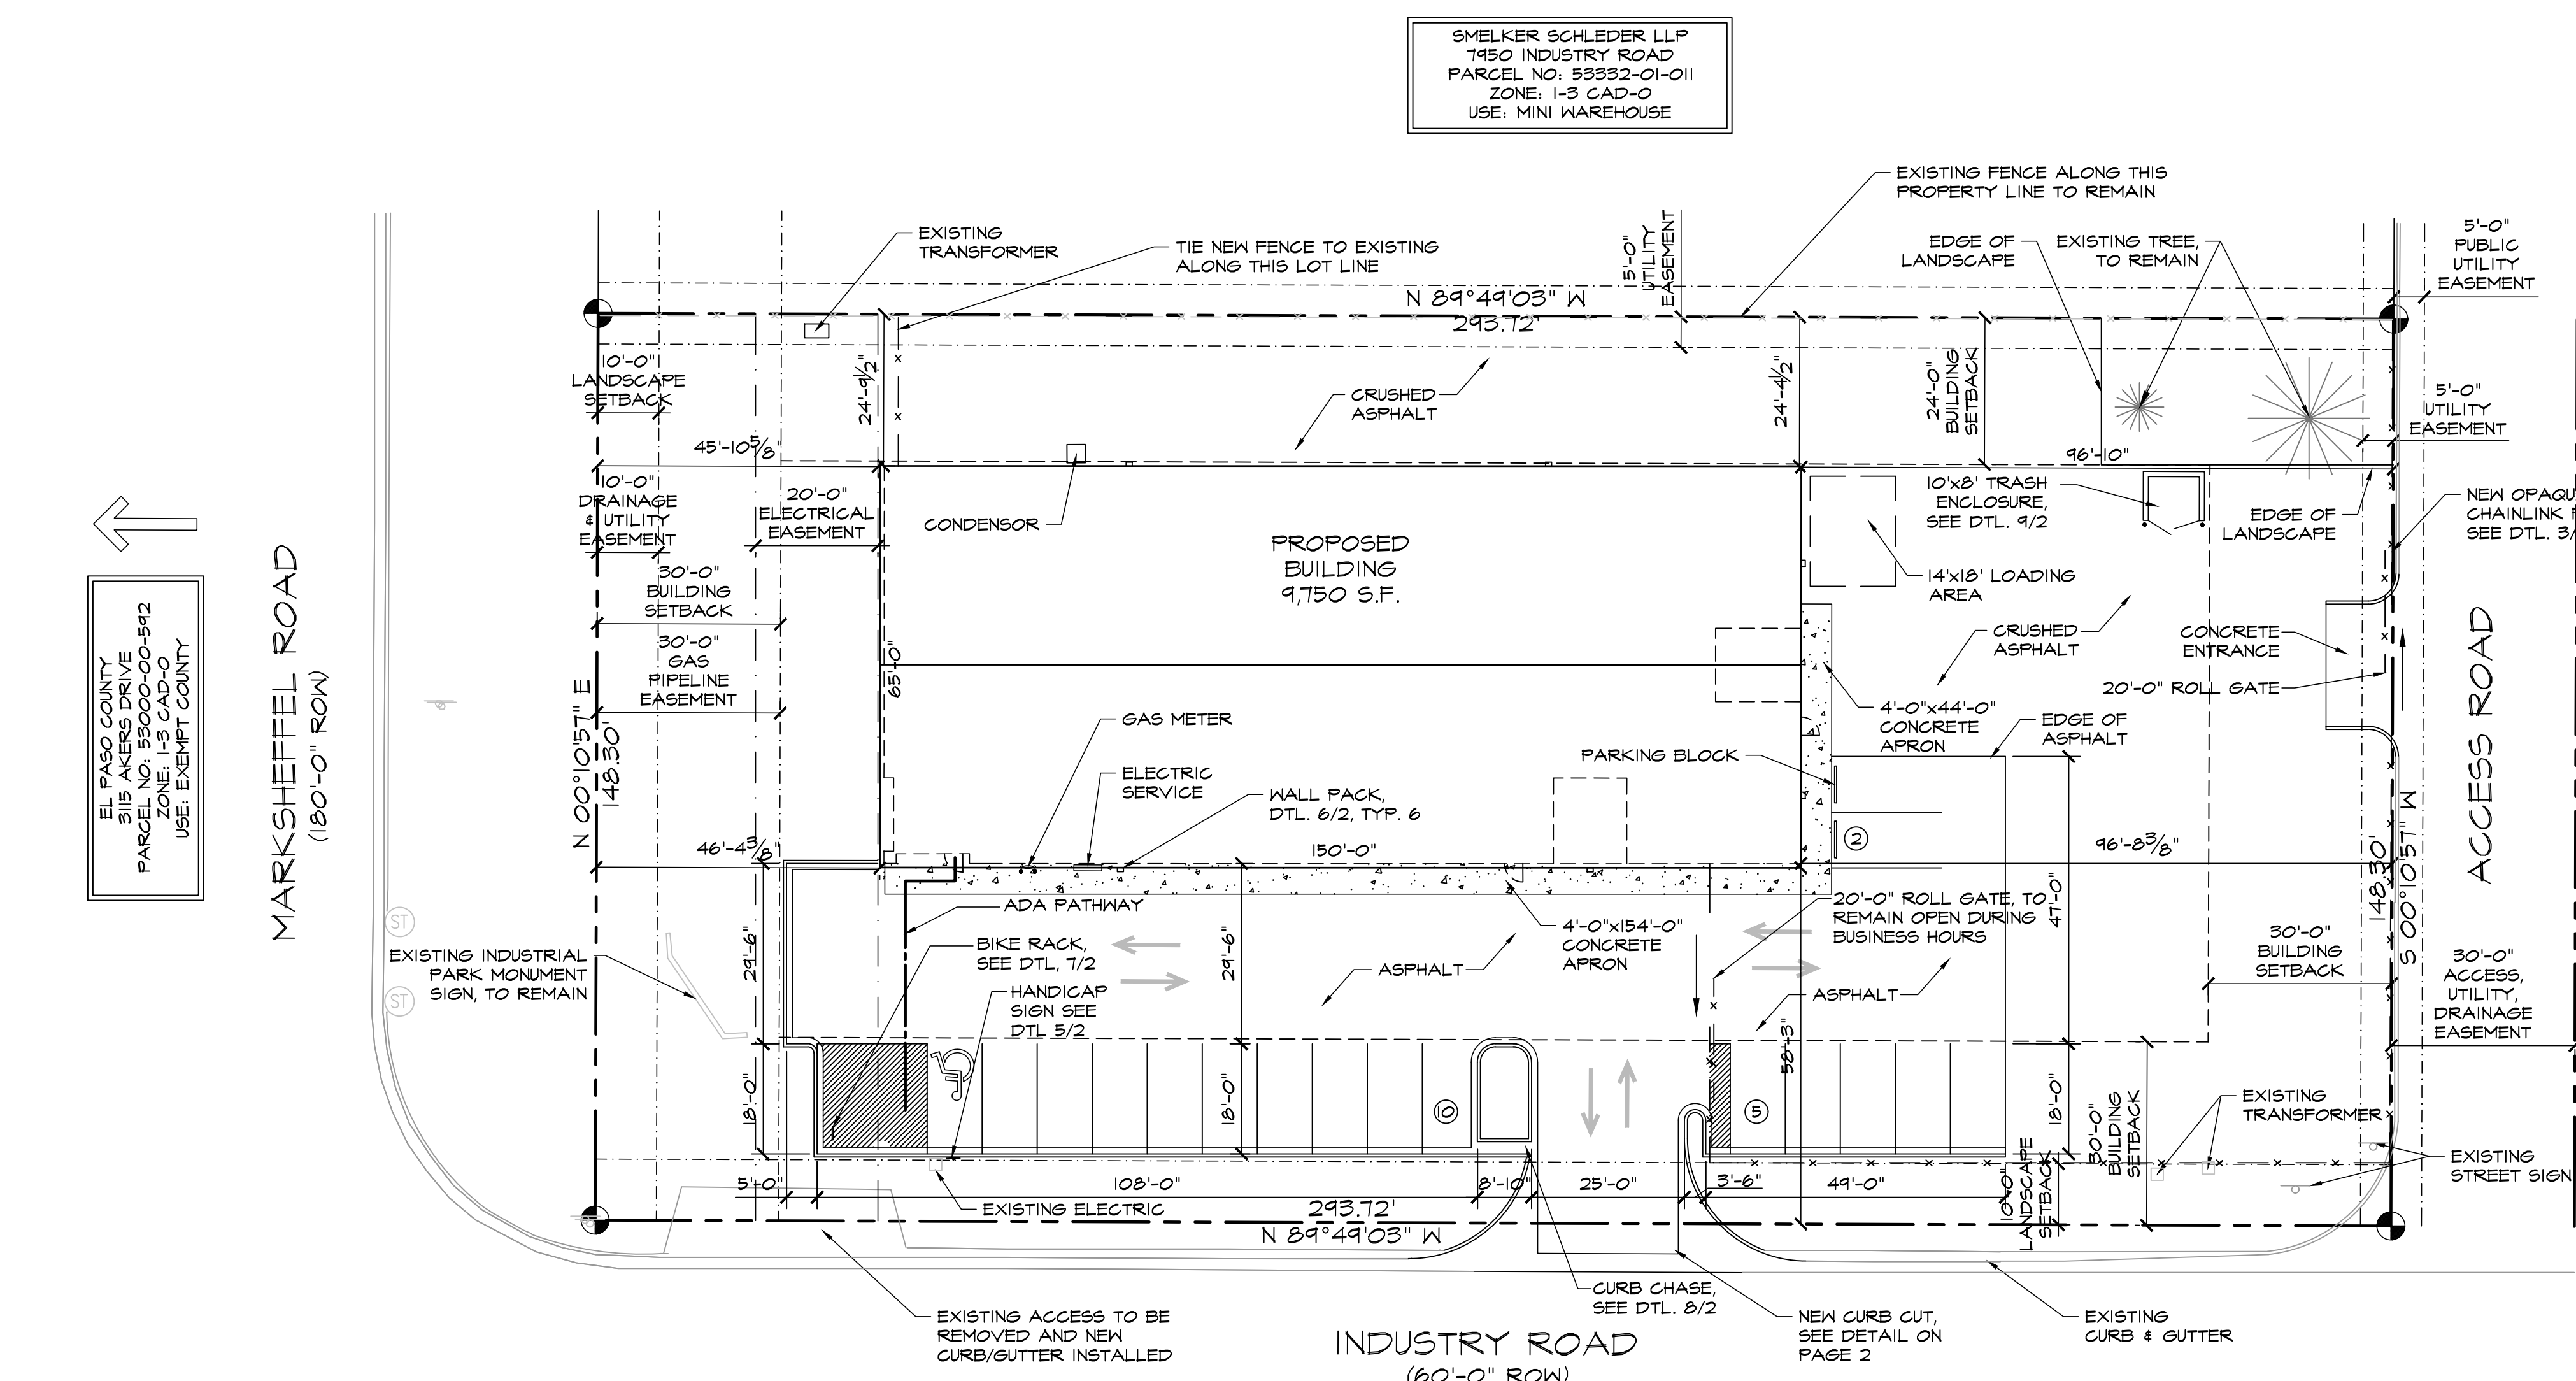 SMELKER SCHLEDER LLP
7950 INDUSTRY ROAD
PARCEL NO: 53332-01-011
ZONE: I-3 CAD-O
USE: MINI WAREHOUSE
EXISTING FENCE ALONG THIS
PROPERTY LINE TO REMAIN
EXISTING
TRANSFORMER
TIE NEW FENCE TO EXISTING
ALONG THIS LOT LINE
5'-0"
UTILITY
EASEMENT
EDGE OF
LANDSCAPE
EXISTING TREE,
TO REMAIN
5'-0"
PUBLIC
UTILITY
EASEMENT
N 89°49'03" W
293.72'
10'-0"
LANDSCAPE
SETBACK
24'-9½"
CRUSHED
ASPHALT
24'-4½"
24'-0"
BUILDING
SETBACK
5'-0"
UTILITY
EASEMENT
45'-10⅝"
96'-10"
10'-0"
DRAINAGE
& UTILITY
EASEMENT
20'-0"
ELECTRICAL
EASEMENT
CONDENSOR
PROPOSED
BUILDING
9,750 S.F.
10'x8' TRASH
ENCLOSURE,
SEE DTL. 9/2
EDGE OF
LANDSCAPE
NEW OPAQU
CHAINLINK F
SEE DTL. 3/
14'x18' LOADING
AREA
30'-0"
BUILDING
SETBACK
30'-0"
GAS
PIPELINE
EASEMENT
65'-0"
CRUSHED
ASPHALT
CONCRETE
ENTRANCE
20'-0" ROLL GATE
4'-0"x44'-0"
CONCRETE
APRON
EDGE OF
ASPHALT
EL PASO COUNTY
3115 AKERS DRIVE
PARCEL NO: 53000-00-592
ZONE: I-3 CAD-O
USE: EXEMPT COUNTY
MARKSHEFFEL ROAD
(180'-0" ROW)
N 00°10'57" E
148.30'
GAS METER
ELECTRIC
SERVICE
WALL PACK,
DTL. 6/2, TYP. 6
PARKING BLOCK
2
ACCESS ROAD
148.30'
S 00°10'57" W
46'-4⅜"
150'-0"
96'-8⅜"
ADA PATHWAY
BIKE RACK,
SEE DTL, 7/2
HANDICAP
SIGN SEE
DTL 5/2
29'-6"
29'-6"
4'-0"x154'-0"
CONCRETE
APRON
ASPHALT
20'-0" ROLL GATE, TO
REMAIN OPEN DURING
BUSINESS HOURS
47'-0"
ASPHALT
30'-0"
BUILDING
SETBACK
30'-0"
ACCESS,
UTILITY,
DRAINAGE
EASEMENT
ST
ST
EXISTING INDUSTRIAL
PARK MONUMENT
SIGN, TO REMAIN
18'-0"
18'-0"
10
5
58'-3"
18'-0"
30'-0"
BUILDING
SETBACK
EXISTING
TRANSFORMER
EXISTING
STREET SIGN
5'-0"
108'-0"
8'-10"
25'-0"
3'-6"
49'-0"
10'-0"
LANDSCAPE
SETBACK
EXISTING ELECTRIC
293.72'
N 89°49'03" W
CURB CHASE,
SEE DTL. 8/2
EXISTING ACCESS TO BE
REMOVED AND NEW
CURB/GUTTER INSTALLED
NEW CURB CUT,
SEE DETAIL ON
PAGE 2
EXISTING
CURB & GUTTER
INDUSTRY ROAD
(60'-0" ROW)